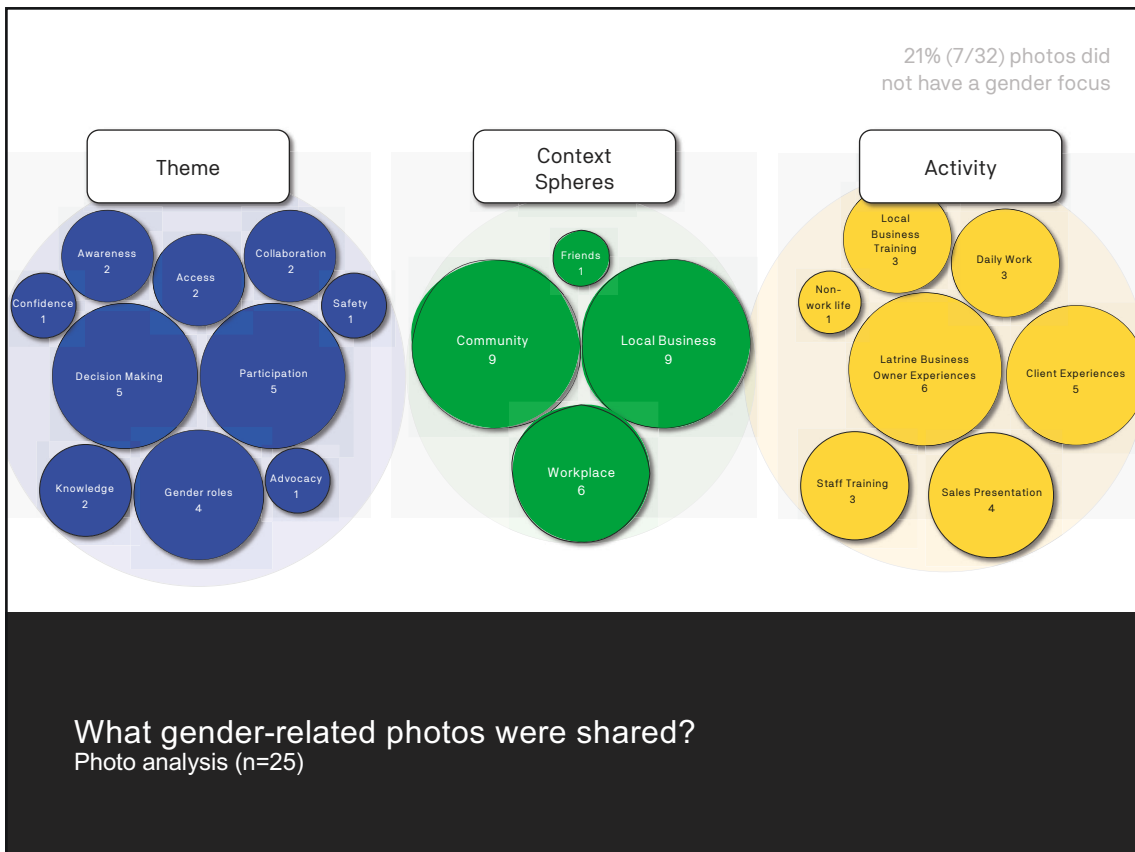 21% (7/32) photos did
not have a gender focus
Theme
Awareness
2
Access
2
Collaboration
2
Confidence
1
Safety
1
Decision Making
5
Participation
5
Knowledge
2
Gender roles
4
Advocacy
1
Context
Spheres
Friends
1
Community
9
Local Business
9
Workplace
6
Activity
Local
Business
Training
3
Daily Work
3
Non-
work life
1
Latrine Business
Owner Experiences
6
Client Experiences
5
Staff Training
3
Sales Presentation
4
What gender-related photos were shared?
Photo analysis (n=25)